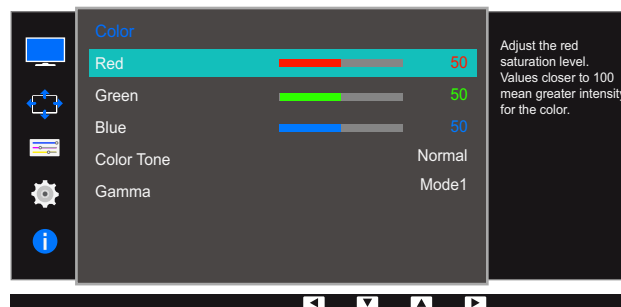 Color
Red 50
Green 50
Blue 50
Color Tone Normal
Gamma Mode1
Adjust the red
saturation level.
Values closer to 100
mean greater intensity
for the color.